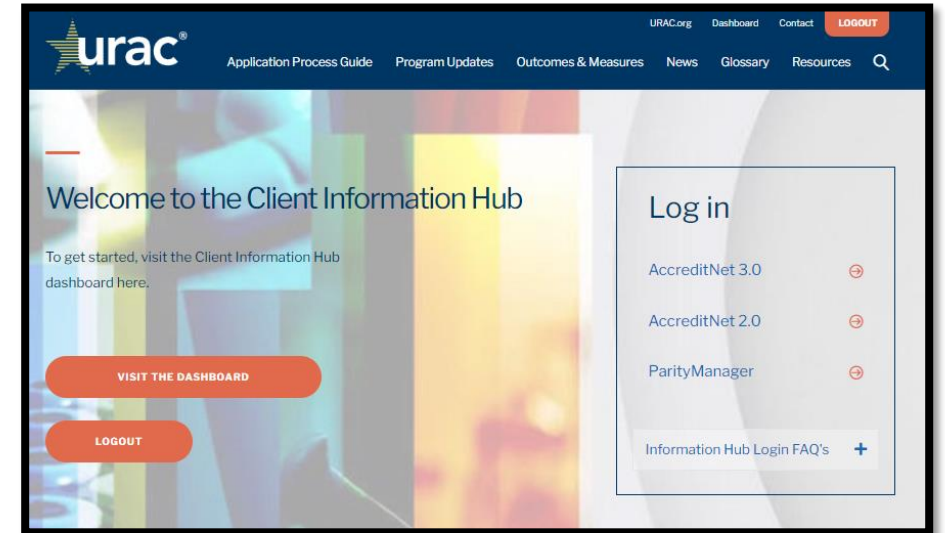 URAC.org Dashboard Contact LOGOUT
urac®
Application Process Guide Program Updates Outcomes & Measures News Glossary Resources
Welcome to the Client Information Hub
To get started, visit the Client Information Hub
dashboard here.
VISIT THE DASHBOARD
LOGOUT
Log in
AccreditNet 3.0
AccreditNet 2.0
ParityManager
Information Hub Login FAQ's +